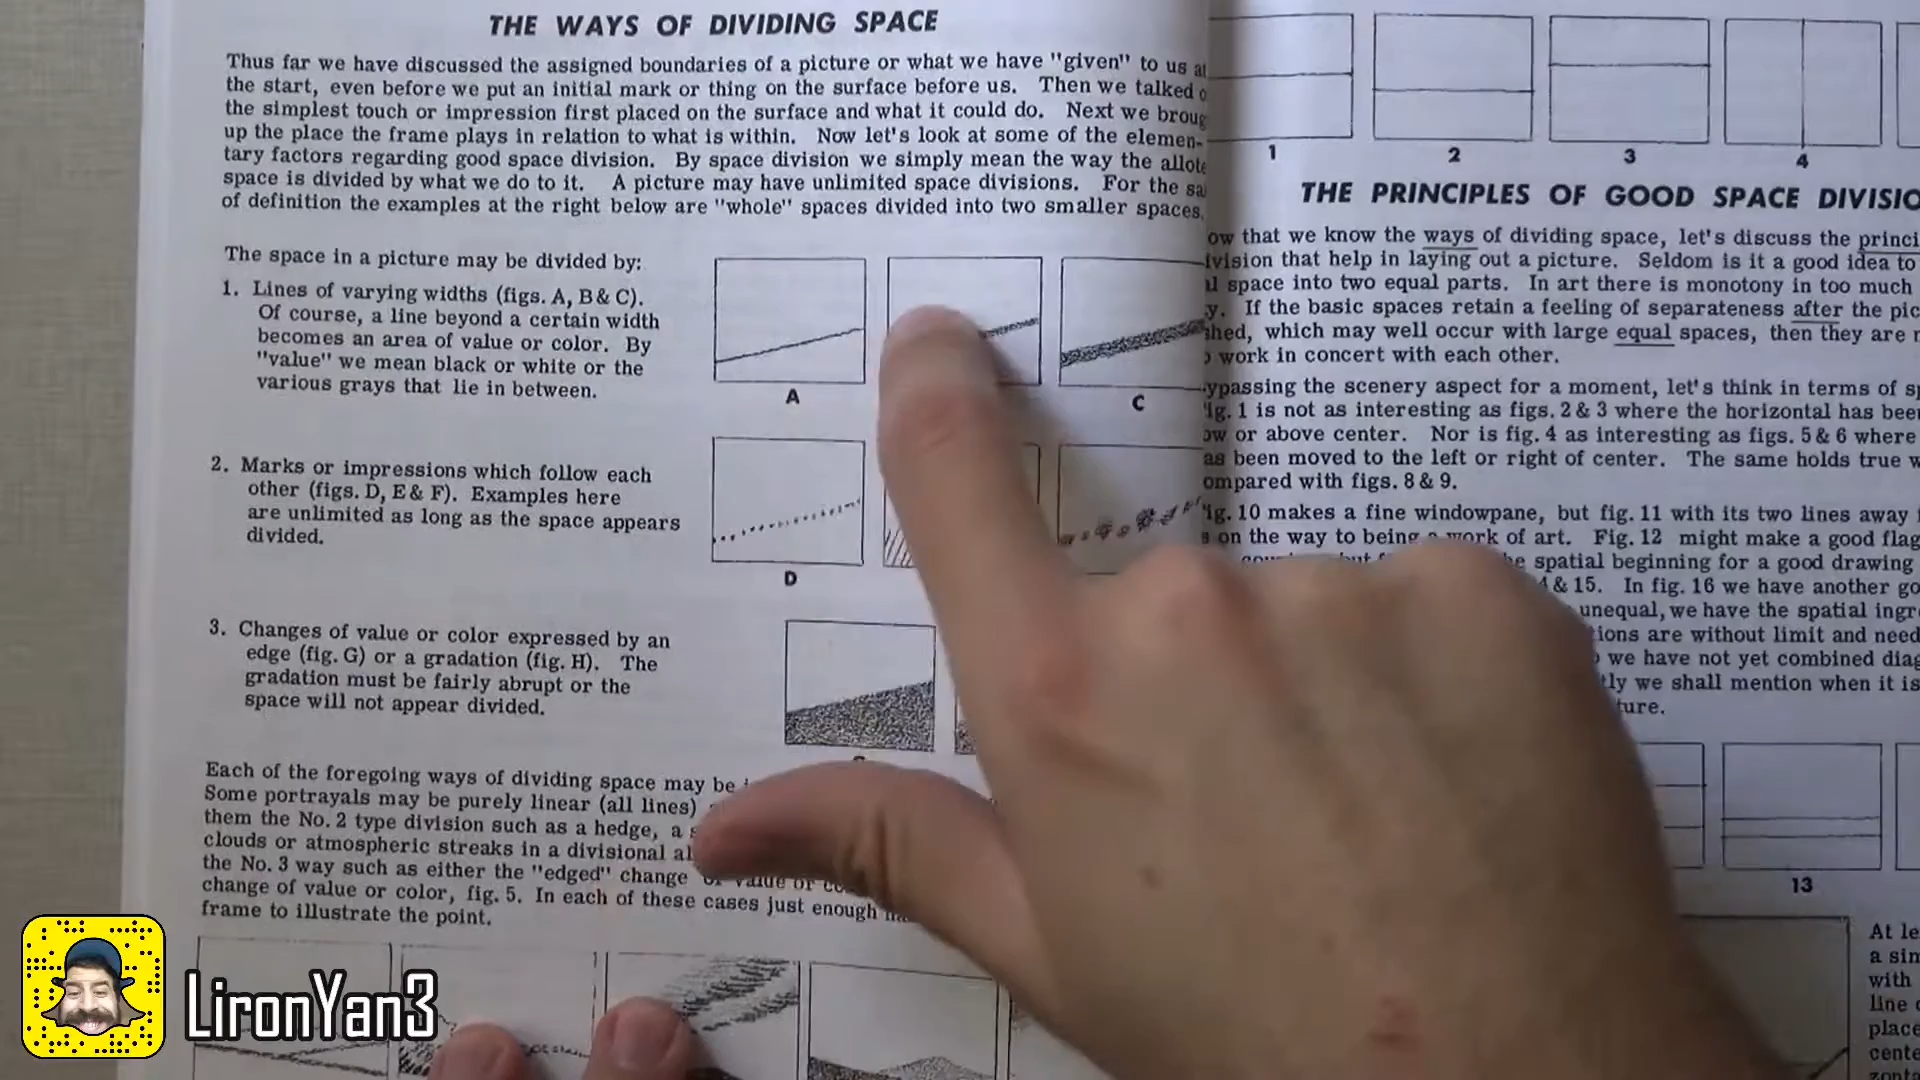 THE WAYS OF DIVIDING SPACE
Thus far we have discussed the assigned boundaries of a picture or what we have "given" to us at
the start, even before we put an initial mark or thing on the surface before us. Then we talked
the simplest touch or impression first placed on the surface and what it could do. Next we
up the place the frame plays in relation to what is within. Now let's look at some of the elemen-
tary factors regarding good space division. By space division we simply mean the way the
space is divided by what we do to it. A picture may have unlimited space divisions. For the
of definition the examples at the right below are "whole" spaces divided into two smaller spaces.
The space in a picture may be divided by:
1. Lines of varying widths (figs. A, B & C).
Of course, a line beyond a certain width
becomes an area of value or color. By
"value" we mean black or white or the
various grays that lie in between.
A
C
2. Marks or impressions which follow each
other (figs. D, E & F). Examples here
are unlimited as long as the space appears
divided.
D
3. Changes of value or color expressed by an
edge (fig. G) or a gradation (fig. H). The
gradation must be fairly abrupt or the
space will not appear divided.
Each of the foregoing ways of dividing space may be
Some portrayals may be purely linear (all lines)
them the No. 2 type division such as a hedge, a
clouds or atmospheric streaks in a divisional
the No. 3 way such as either the "edged" change or value or
change of value or color, fig. 5. In each of these cases just enough
frame to illustrate the point.
LironYan3
1
2
3
4
THE PRINCIPLES OF GOOD SPACE
that we know the ways of dividing space, let's discuss the
that help in laying out a picture. Seldom is it a good idea to
space into two equal parts. In art there is monotony in too much
If the basic spaces retain a feeling of separateness after the
which may well occur with large equal spaces, then they are
work in concert with each other.
the scenery aspect for a moment, let's think in terms of
fig. 1 is not as interesting as figs. 2 & 3 where the horizontal has been
or above center. Nor is fig. 4 as interesting as figs. 5 & 6 where
as been moved to the left or right of center. The same holds true
with figs. 8 & 9.
fig. 10 makes a fine windowpane, but fig. 11 with its two lines away
on the way to being a work of art. Fig. 12 might make a good flag
but
spatial beginning for a good drawing
& 15. In fig. 16 we have another
unequal, we have the spatial
are without limit and need
we have not yet combined
we shall mention when it is
13
At
a
with
line